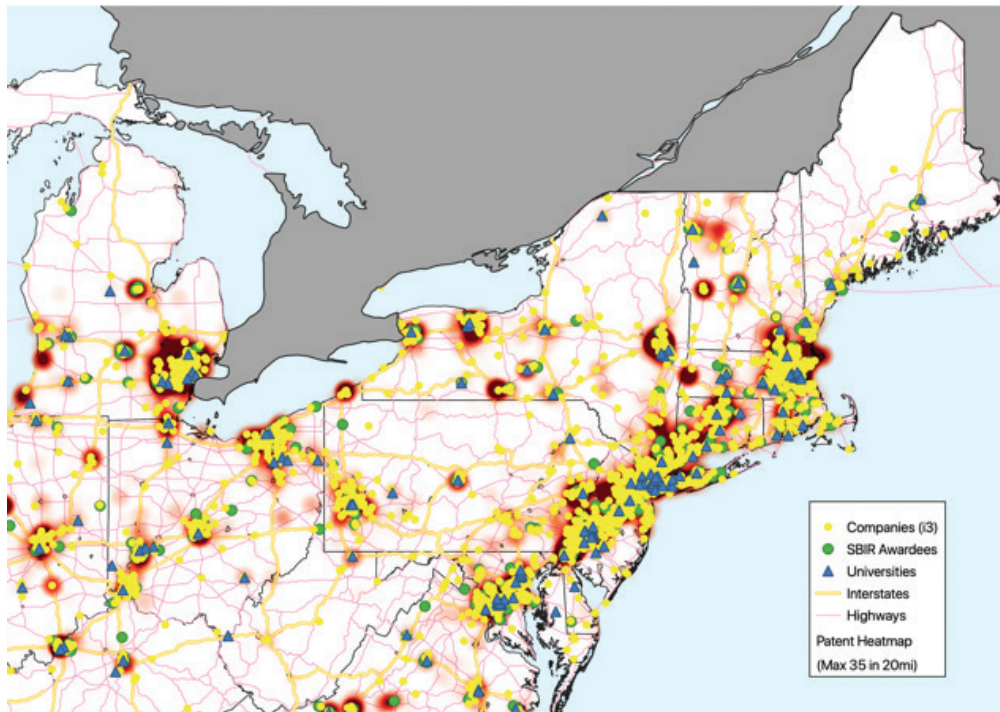 Companies (i3)
SBIR Awardees
Universities
Interstates
Highways
Patent Heatmap
(Max 35 in 20mi)